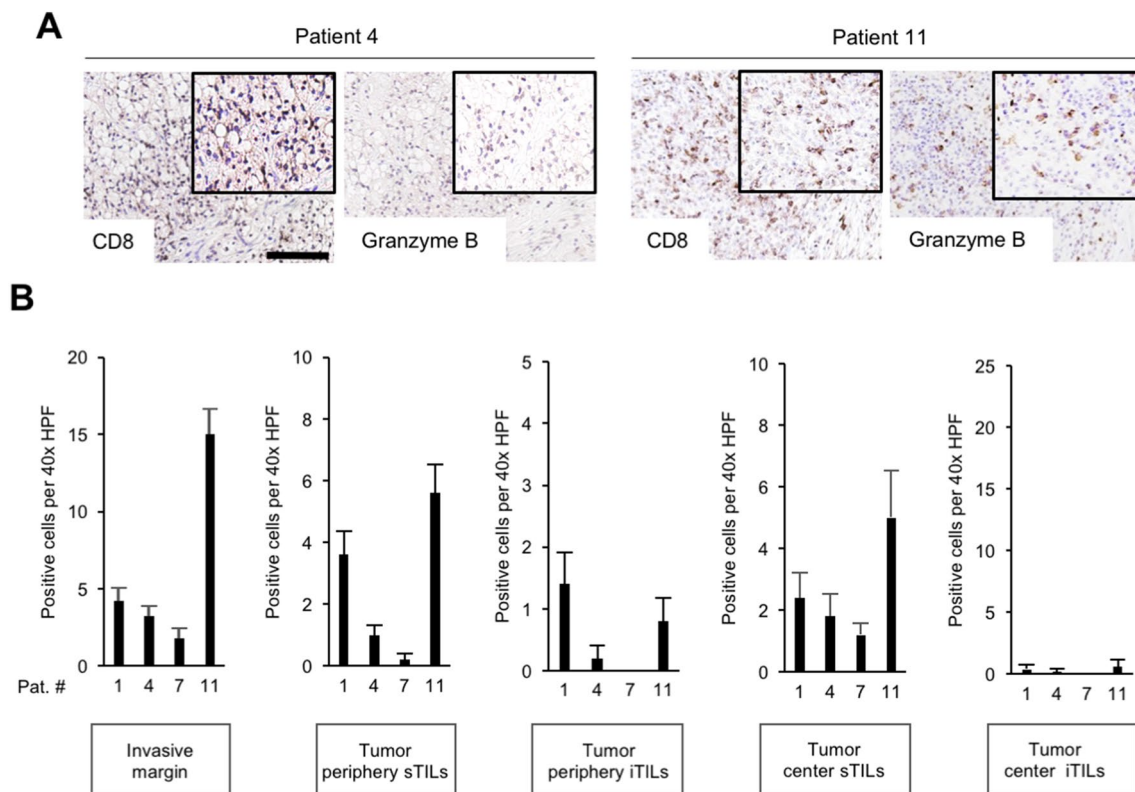 A
Patient 4
Patient 11
CD8
Granzyme B
CD8
Granzyme B
B
Positive cells per 40x HPF
20
15
10
5
0
Pat. #
1 4 7 11
Invasive
margin
Positive cells per 40x HPF
10
8
6
4
2
0
1 4 7 11
Tumor
periphery sTILs
Positive cells per 40x HPF
5
4
3
2
1
0
1 4 7 11
Tumor
periphery iTILs
Positive cells per 40x HPF
10
8
6
4
2
0
1 4 7 11
Tumor
center sTILs
Positive cells per 40x HPF
25
20
15
10
5
0
1 4 7 11
Tumor
center iTILs